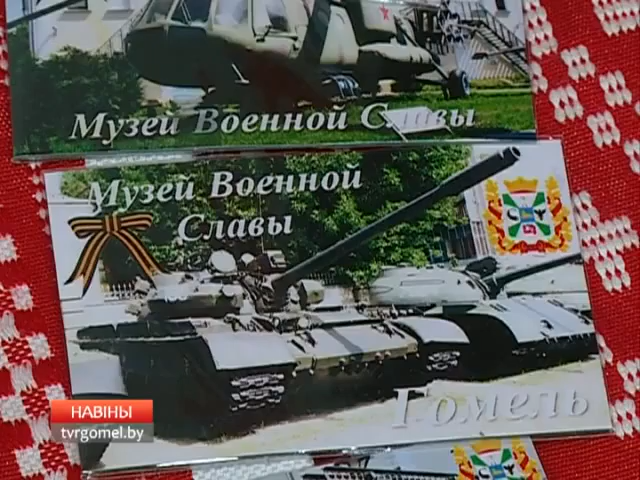 Музей Военной Славы
Музей Военной
Славы
Гомель
НАВІНЫ
tvrgomel.by